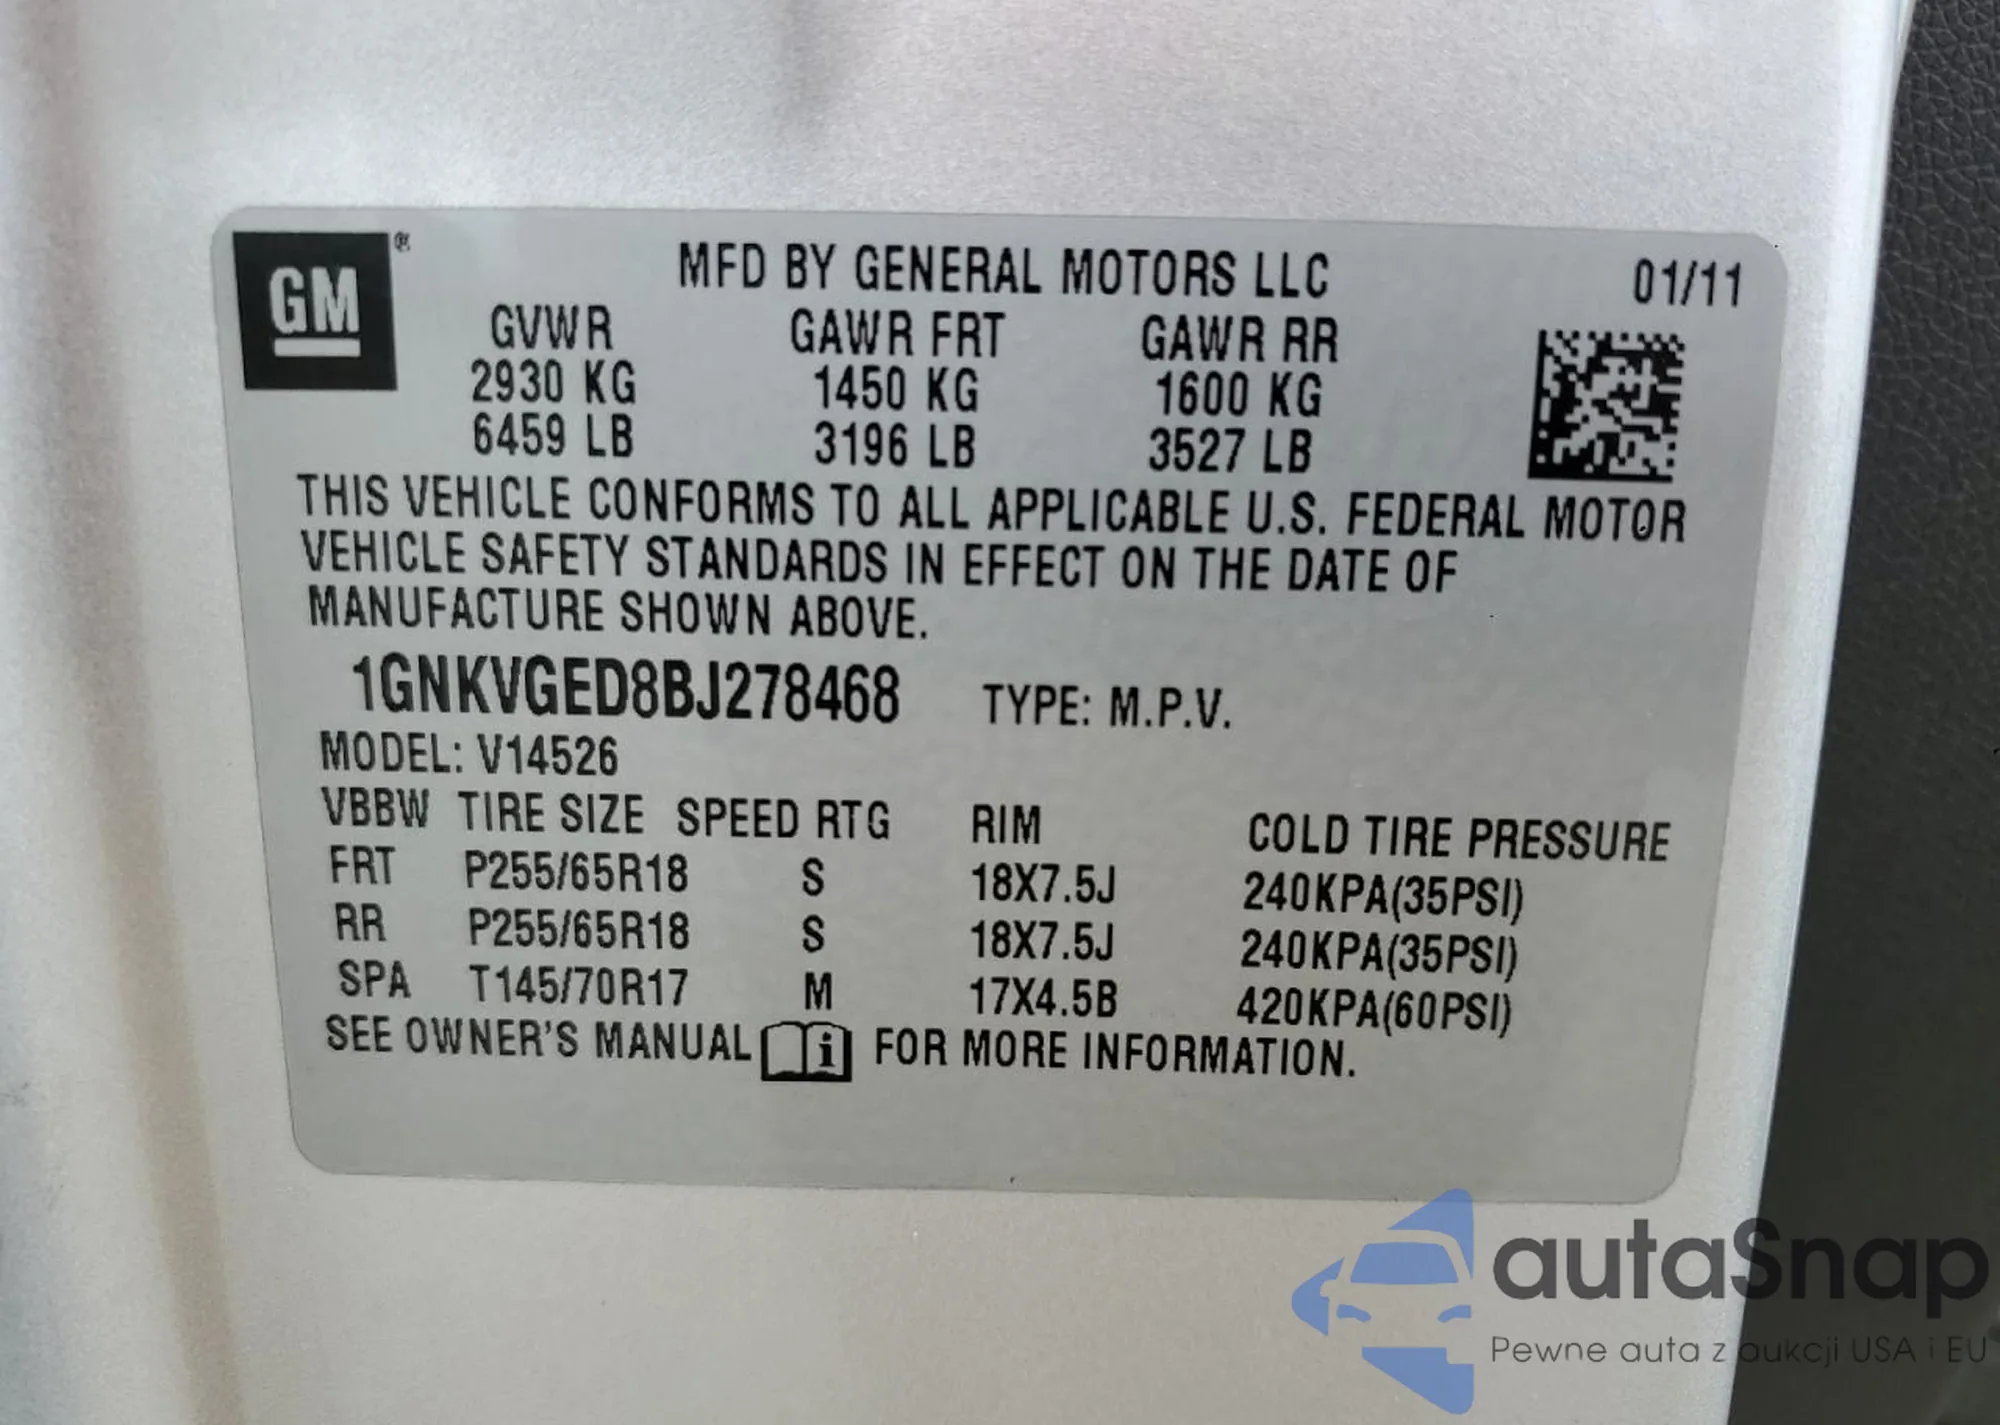 GM ®
MFD BY GENERAL MOTORS LLC 01/11
GVWR GAWR FRT GAWR RR
2930 KG 1450 KG 1600 KG
6459 LB 3196 LB 3527 LB
THIS VEHICLE CONFORMS TO ALL APPLICABLE U.S. FEDERAL MOTOR
VEHICLE SAFETY STANDARDS IN EFFECT ON THE DATE OF
MANUFACTURE SHOWN ABOVE.
1GNKVGED8BJ278468 TYPE: M.P.V.
MODEL: V14526
VBBW TIRE SIZE SPEED RTG RIM COLD TIRE PRESSURE
FRT P255/65R18 S 18X7.5J 240KPA(35PSI)
RR P255/65R18 S 18X7.5J 240KPA(35PSI)
SPA T145/70R17 M 17X4.5B 420KPA(60PSI)
SEE OWNER'S MANUAL i FOR MORE INFORMATION.
autaSnap
Pewne auta z aukcji USA i EU